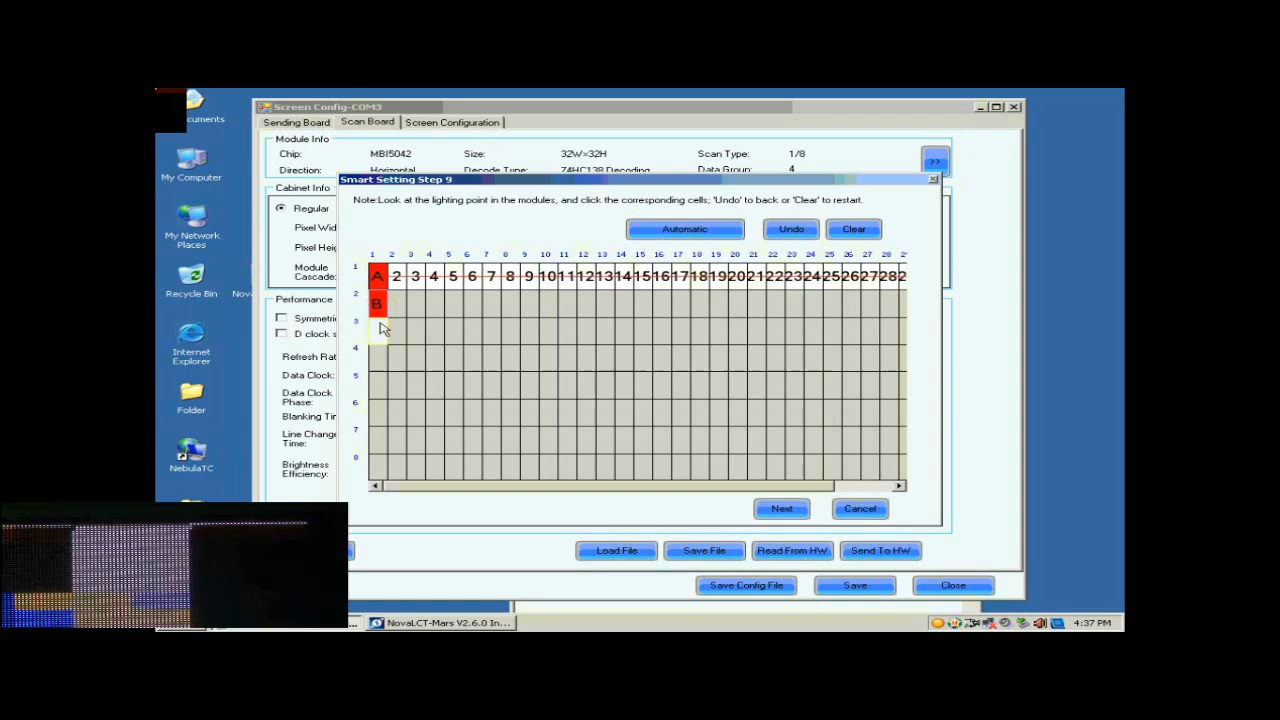 Screen Config-COM3
cuments
Sending Board Scan Board Screen Configuration
Module Info
Chip: MBI5042 Size: 32W×32H Scan Type: 1/8
Direction: Horizontal Decode Type: 74HC138 Decoding Data Group: 4
>>
My Computer
Smart Setting Step 9
Cabinet Info
Note:Look at the lighting point in the modules, and click the corresponding cells; 'Undo' to back or 'Clear' to restart.
Regular
Pixel Wid
Automatic Undo Clear
My Network Places
Pixel Heig
1 2 3 4 5 6 7 8 9 10 11 12 13 14 15 16 17 18 19 20 21 22 23 24 25 26 27 28
Module Cascade:
1 A 2 3 4 5 6 7 8 9 10 11 12 13 14 15 16 17 18 19 20 21 22 23 24 25 26 27 28 2
Recycle Bin Nov
2 B
Performance
Symmetric
3
D clock s
4
Internet Explorer
Refresh Rat
5
Data Clock:
Data Clock Phase:
6
Folder
Blanking Tim
7
Line Change Time:
8
Brightness Efficiency:
NebulaTC
Next Cancel
Load File Save File Read From HW Send To HW
Save Config File Save Close
... NovaLCT-Mars V2.6.0 In... 4:37 PM